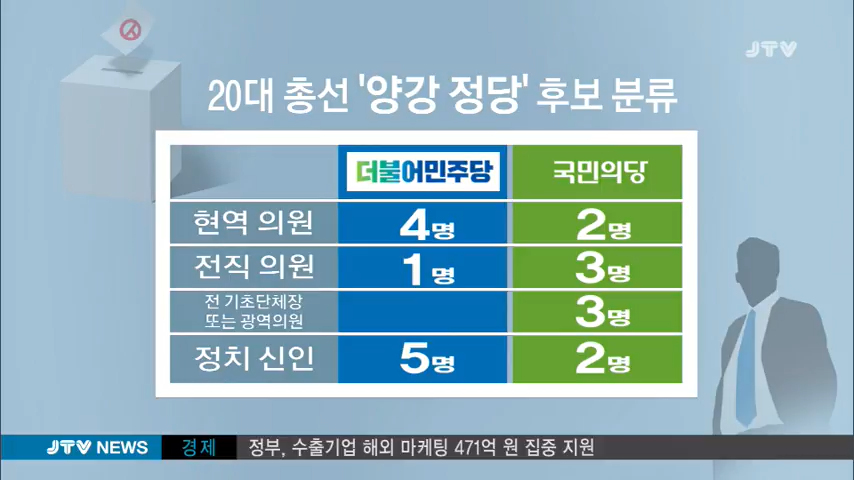 JTV
20대 총선 '양강 정당' 후보 분류
더불어민주당 국민의당
현역 의원 4명 2명
전직 의원 1명 3명
전 기초단체장
또는 광역의원 3명
정치 신인 5명 2명
JTV NEWS 경제 정부, 수출기업 해외 마케팅 471억 원 집중 지원